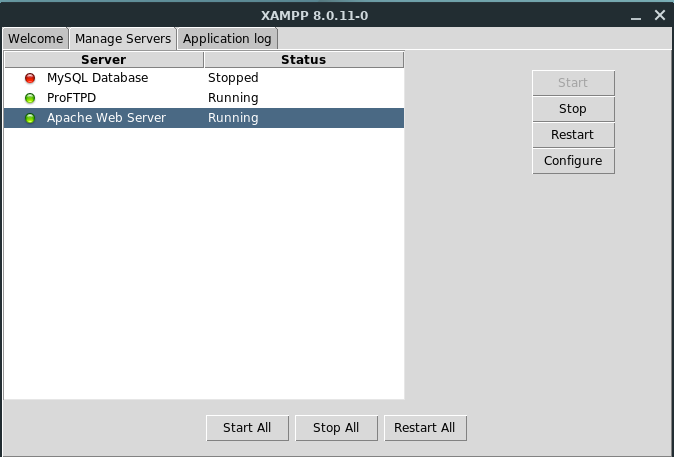 XAMPP 8.0.11-0
Welcome Manage Servers Application log
Server Status
MySQL Database Stopped
ProFTPD Running
Apache Web Server Running
Start
Stop
Restart
Configure
Start All Stop All Restart All